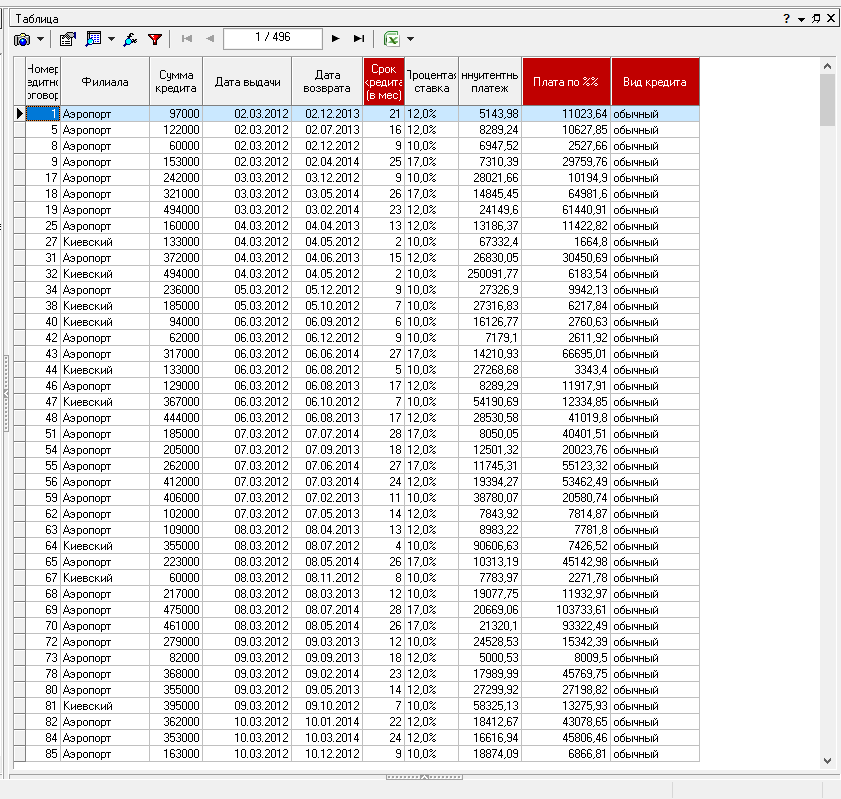 Таблица
1 / 496
Номер
едитно
оговор
Филиала
Сумма
кредита
Дата выдачи
Дата
возврата
Срок
кредита
(в мес)
Процентая
ставка
ннуитентны
платеж
Плата по %%
Вид кредита
1 Аэропорт 97000 02.03.2012 02.12.2013 21 12,0% 5143,98 11023,64 обычный
5 Аэропорт 122000 02.03.2012 02.07.2013 16 12,0% 8289,24 10627,85 обычный
8 Аэропорт 60000 02.03.2012 02.12.2012 9 10,0% 6947,52 2527,66 обычный
9 Аэропорт 153000 02.03.2012 02.04.2014 25 17,0% 7310,39 29759,76 обычный
17 Аэропорт 242000 03.03.2012 03.12.2012 9 10,0% 28021,66 10194,9 обычный
18 Аэропорт 321000 03.03.2012 03.05.2014 26 17,0% 14845,45 64981,6 обычный
19 Аэропорт 494000 03.03.2012 03.02.2014 23 12,0% 24149,6 61440,91 обычный
25 Аэропорт 160000 04.03.2012 04.04.2013 13 12,0% 13186,37 11422,82 обычный
27 Киевский 133000 04.03.2012 04.05.2012 2 10,0% 67332,4 1664,8 обычный
31 Аэропорт 372000 04.03.2012 04.06.2013 15 12,0% 26830,05 30450,69 обычный
32 Киевский 494000 04.03.2012 04.05.2012 2 10,0% 250091,77 6183,54 обычный
34 Аэропорт 236000 05.03.2012 05.12.2012 9 10,0% 27326,9 9942,13 обычный
38 Киевский 185000 05.03.2012 05.10.2012 7 10,0% 27316,83 6217,84 обычный
40 Киевский 94000 06.03.2012 06.09.2012 6 10,0% 16126,77 2760,63 обычный
42 Аэропорт 62000 06.03.2012 06.12.2012 9 10,0% 7179,1 2611,92 обычный
43 Аэропорт 317000 06.03.2012 06.06.2014 27 17,0% 14210,93 66695,01 обычный
44 Киевский 133000 06.03.2012 06.08.2012 5 10,0% 27268,68 3343,4 обычный
46 Аэропорт 129000 06.03.2012 06.08.2013 17 12,0% 8289,29 11917,91 обычный
47 Киевский 367000 06.03.2012 06.10.2012 7 10,0% 54190,69 12334,85 обычный
48 Аэропорт 444000 06.03.2012 06.08.2013 17 12,0% 28530,58 41019,8 обычный
51 Аэропорт 185000 07.03.2012 07.07.2014 28 17,0% 8050,05 40401,51 обычный
54 Аэропорт 205000 07.03.2012 07.09.2013 18 12,0% 12501,32 20023,76 обычный
55 Аэропорт 262000 07.03.2012 07.06.2014 27 17,0% 11745,31 55123,32 обычный
56 Аэропорт 412000 07.03.2012 07.03.2014 24 12,0% 19394,27 53462,49 обычный
59 Аэропорт 406000 07.03.2012 07.02.2013 11 10,0% 38780,07 20580,74 обычный
62 Аэропорт 102000 07.03.2012 07.05.2013 14 12,0% 7843,92 7814,87 обычный
63 Аэропорт 109000 08.03.2012 08.04.2013 13 12,0% 8983,22 7781,8 обычный
64 Киевский 355000 08.03.2012 08.07.2012 4 10,0% 90606,63 7426,52 обычный
65 Аэропорт 223000 08.03.2012 08.05.2014 26 17,0% 10313,19 45142,98 обычный
67 Киевский 60000 08.03.2012 08.11.2012 8 10,0% 7783,97 2271,78 обычный
68 Аэропорт 217000 08.03.2012 08.03.2013 12 10,0% 19077,75 11932,97 обычный
69 Аэропорт 475000 08.03.2012 08.07.2014 28 17,0% 20669,06 103733,61 обычный
70 Аэропорт 461000 08.03.2012 08.05.2014 26 17,0% 21320,1 93322,49 обычный
72 Аэропорт 279000 09.03.2012 09.03.2013 12 10,0% 24528,53 15342,39 обычный
73 Аэропорт 82000 09.03.2012 09.09.2013 18 12,0% 5000,53 8009,5 обычный
78 Аэропорт 368000 09.03.2012 09.02.2014 23 12,0% 17989,99 45769,75 обычный
80 Аэропорт 355000 09.03.2012 09.05.2013 14 12,0% 27299,92 27198,82 обычный
81 Киевский 395000 09.03.2012 09.10.2012 7 10,0% 58325,13 13275,93 обычный
82 Аэропорт 362000 10.03.2012 10.01.2014 22 12,0% 18412,67 43078,65 обычный
84 Аэропорт 353000 10.03.2012 10.03.2014 24 12,0% 16616,94 45806,46 обычный
85 Аэропорт 163000 10.03.2012 10.12.2012 9 10,0% 18874,09 6866,81 обычный